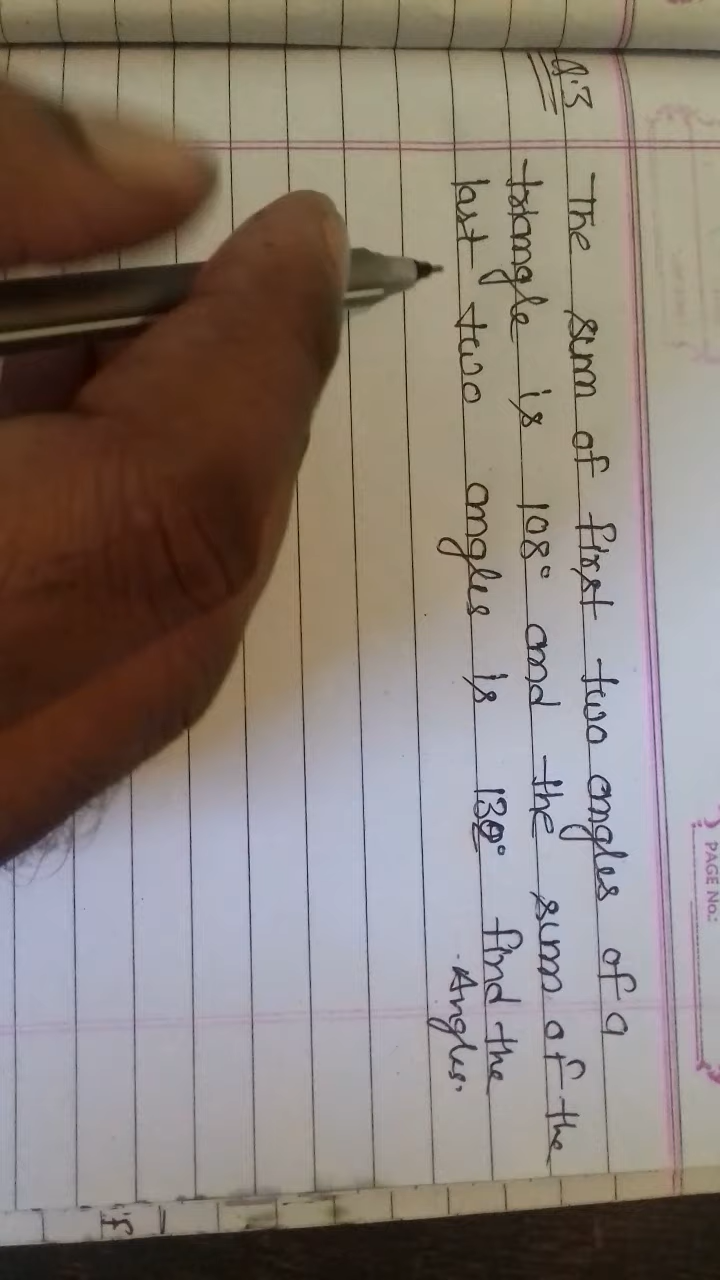 PAGE No.:
Q.3 The sum of first two angles of a
triangle is 108° and the sum of the
last two angles is 130° find the
Angles.